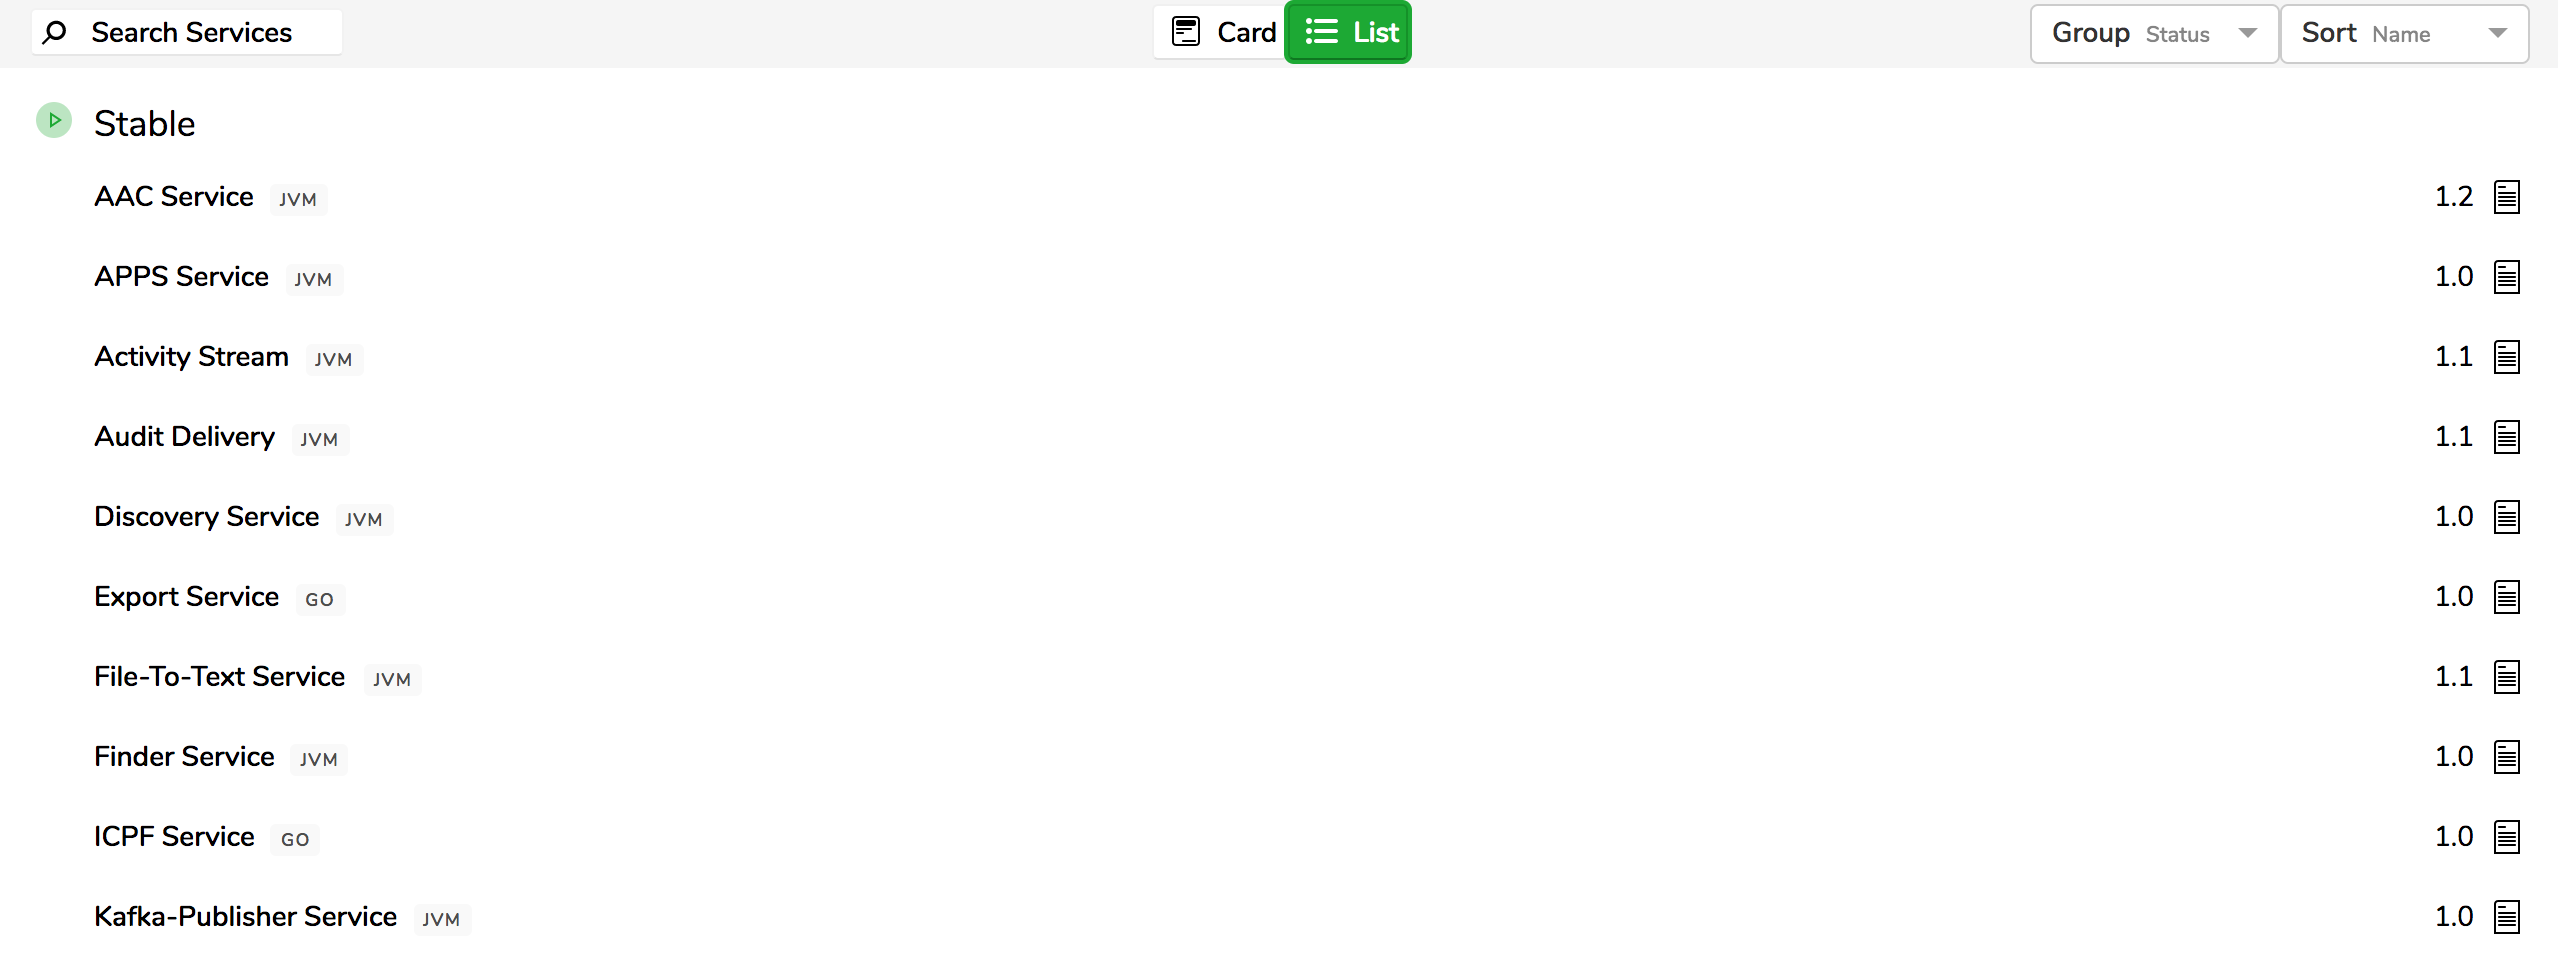 Search Services Card List Group Status Sort Name
Stable
AAC Service JVM 1.2
APPS Service JVM 1.0
Activity Stream JVM 1.1
Audit Delivery JVM 1.1
Discovery Service JVM 1.0
Export Service GO 1.0
File-To-Text Service JVM 1.1
Finder Service JVM 1.0
ICPF Service GO 1.0
Kafka-Publisher Service JVM 1.0